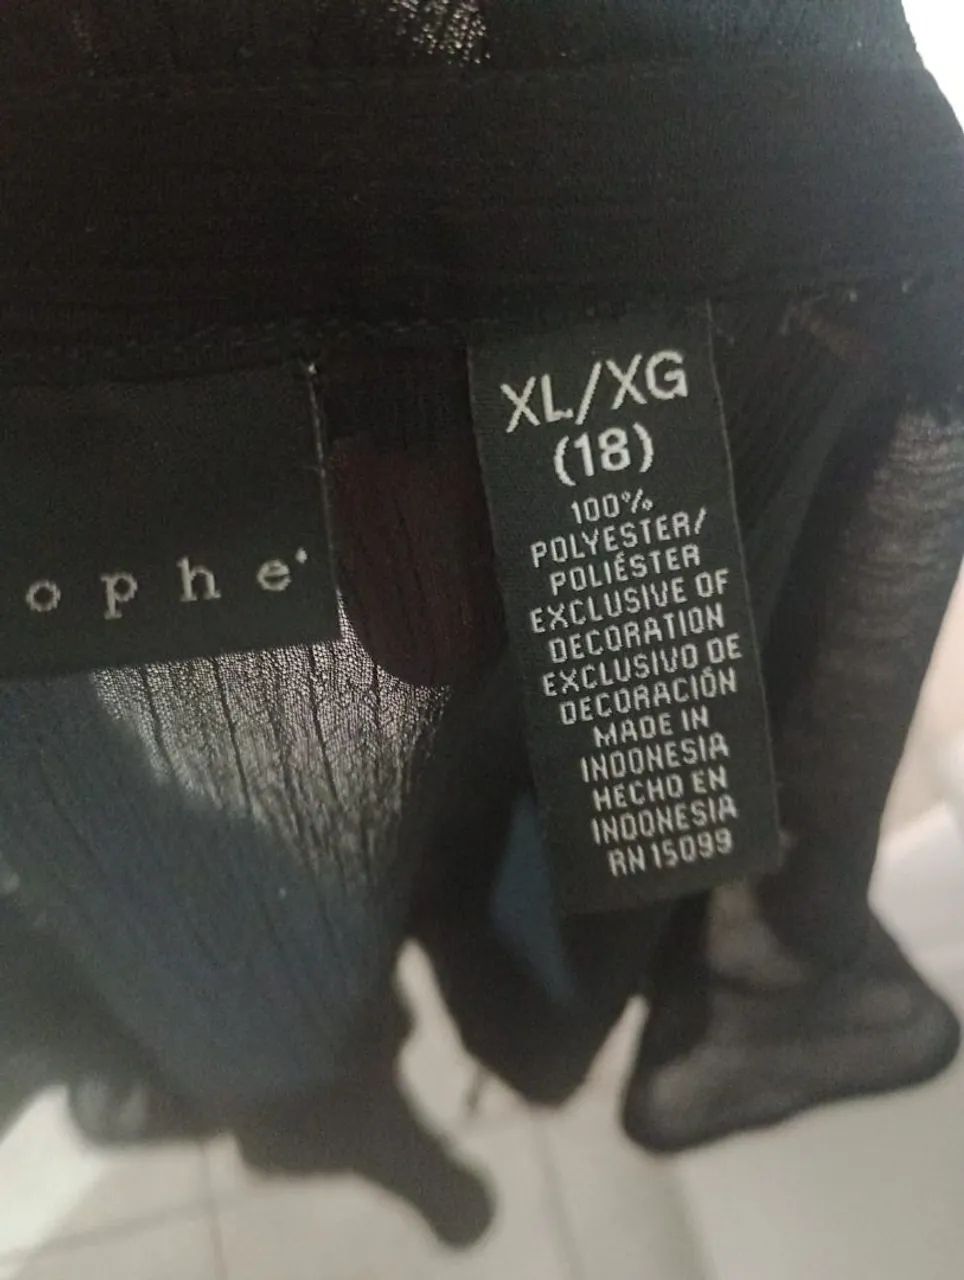 ophe
XL/XG
(18)
100%
POLYESTER/
POLIÉSTER
EXCLUSIVE OF
DECORATION
EXCLUSIVO DE
DECORACIÓN
MADE IN
INDONESIA
HECHO EN
INDONESIA
RN 15099